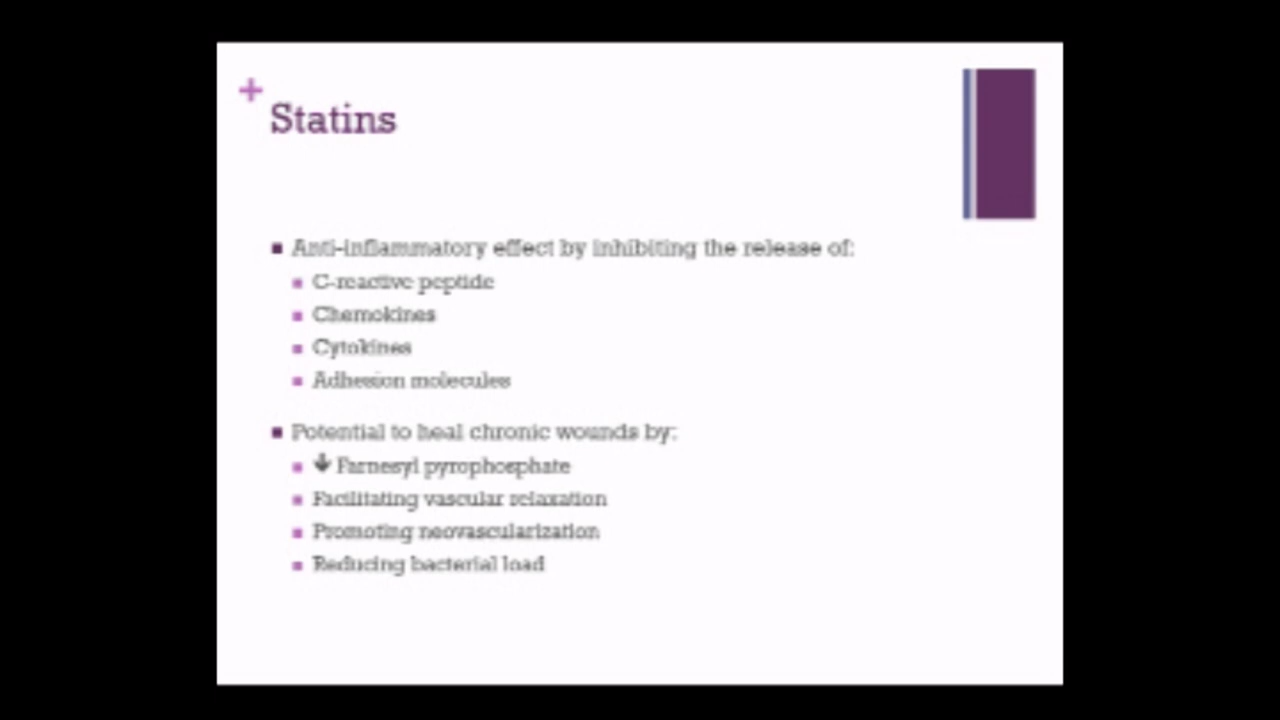 +
Statins
Anti-inflammatory effect by inhibiting the release of:
C-reactive peptide
Chemokines
Cytokines
Adhesion molecules
Potential to heal chronic wounds by:
↓ Farnesyl pyrophosphate
Facilitating vascular relaxation
Promoting neovascularization
Reducing bacterial load